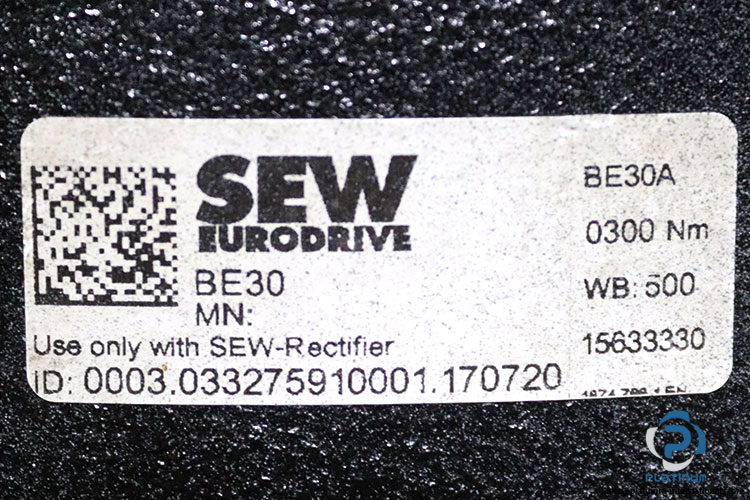 SEW
EURODRIVE
BE30
MN:
Use only with SEW-Rectifier
ID: 0003.033275910001.170720
BE30A
0300 Nm
WB: 500
15633330
PLATINUM